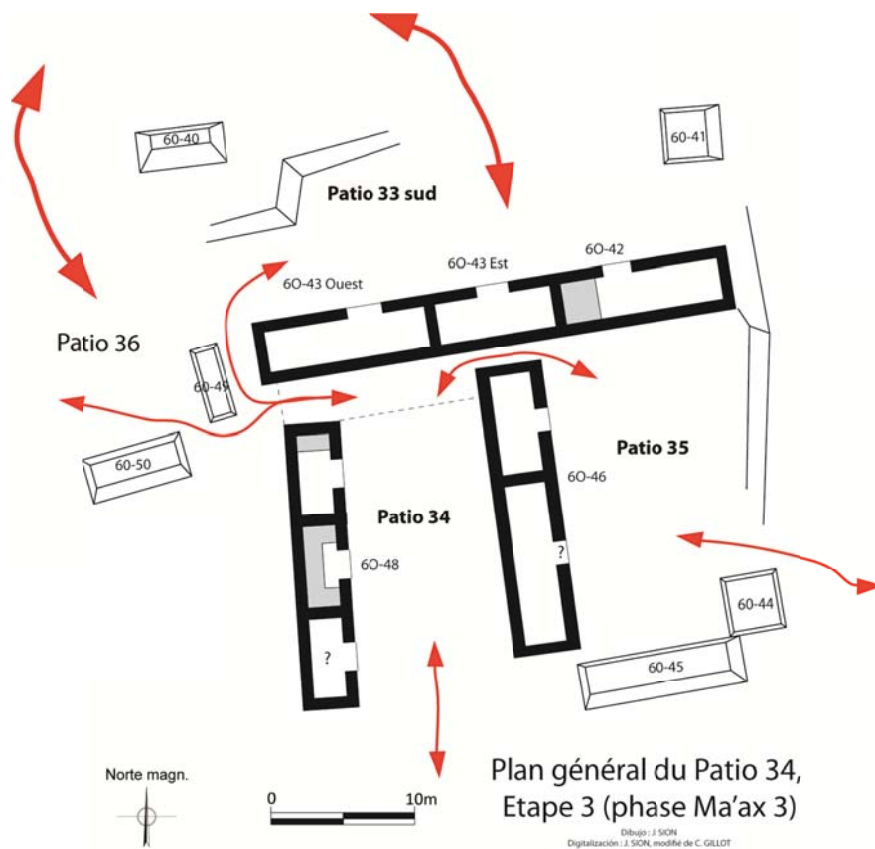 60-40
60-41
Patio 33 sud
6O-42
6O-43 Est
6O-43 Ouest
Patio 36
60-49
60-50
Patio 35
6O-46
Patio 34
6O-48
?
?
60-44
60-45
Norte magn.
0
10m
Plan général du Patio 34,
Etape 3 (phase Ma'ax 3)
Dibujo : J. SION
Digitalización : J. SION, modifié de C. GILLOT